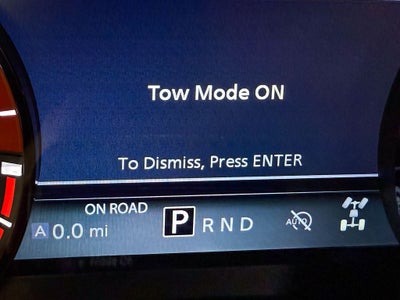 Tow Mode ON
To Dismiss, Press ENTER
ON ROAD
A 0.0 mi
P R N D
AUTO